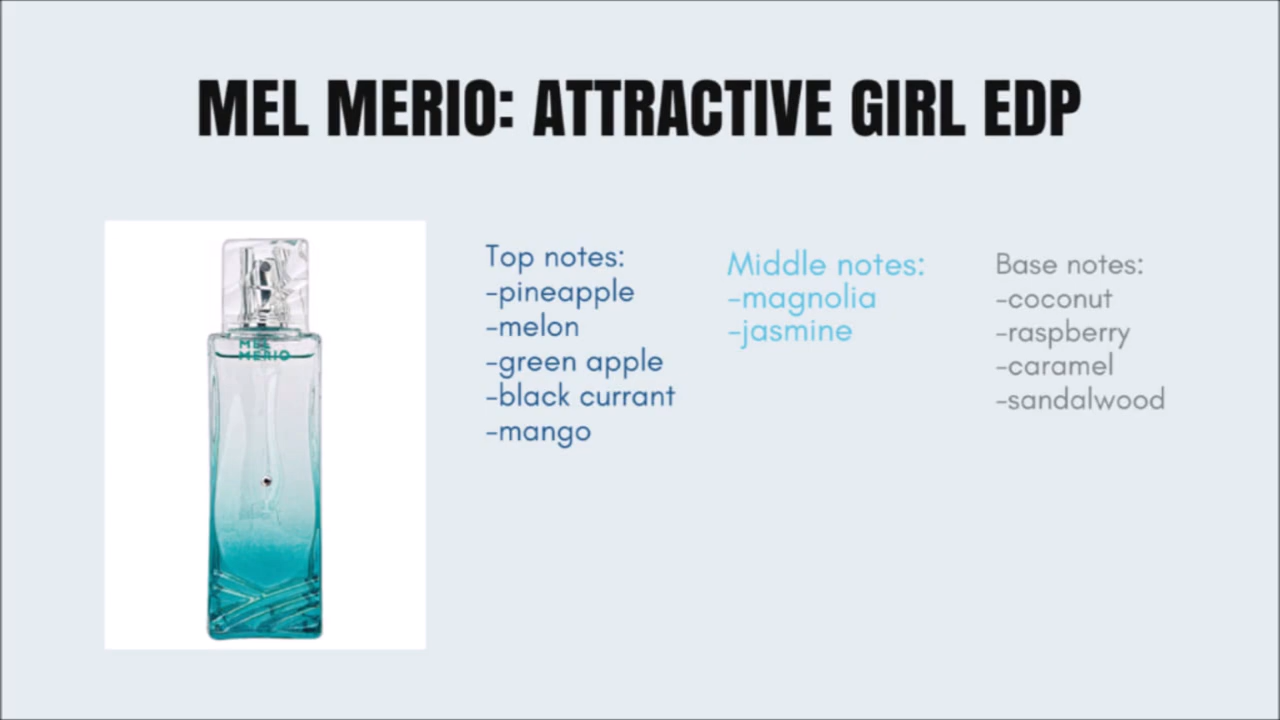 MEL MERIO: ATTRACTIVE GIRL EDP
MEL
MERIO
Top notes:
-pineapple
-melon
-green apple
-black currant
-mango
Middle notes:
-magnolia
-jasmine
Base notes:
-coconut
-raspberry
-caramel
-sandalwood